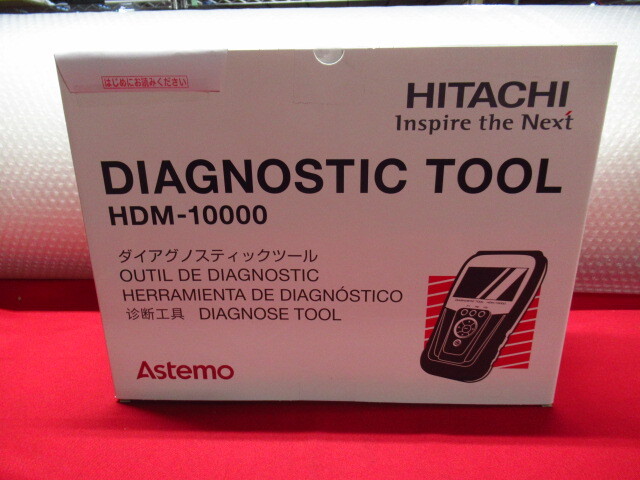 はじめにお読みください
HITACHI
Inspire the Next
DIAGNOSTIC TOOL
HDM-10000
ダイアグノスティックツール
OUTIL DE DIAGNOSTIC
HERRAMIENTA DE DIAGNÓSTICO
诊断工具 DIAGNOSE TOOL
Astemo